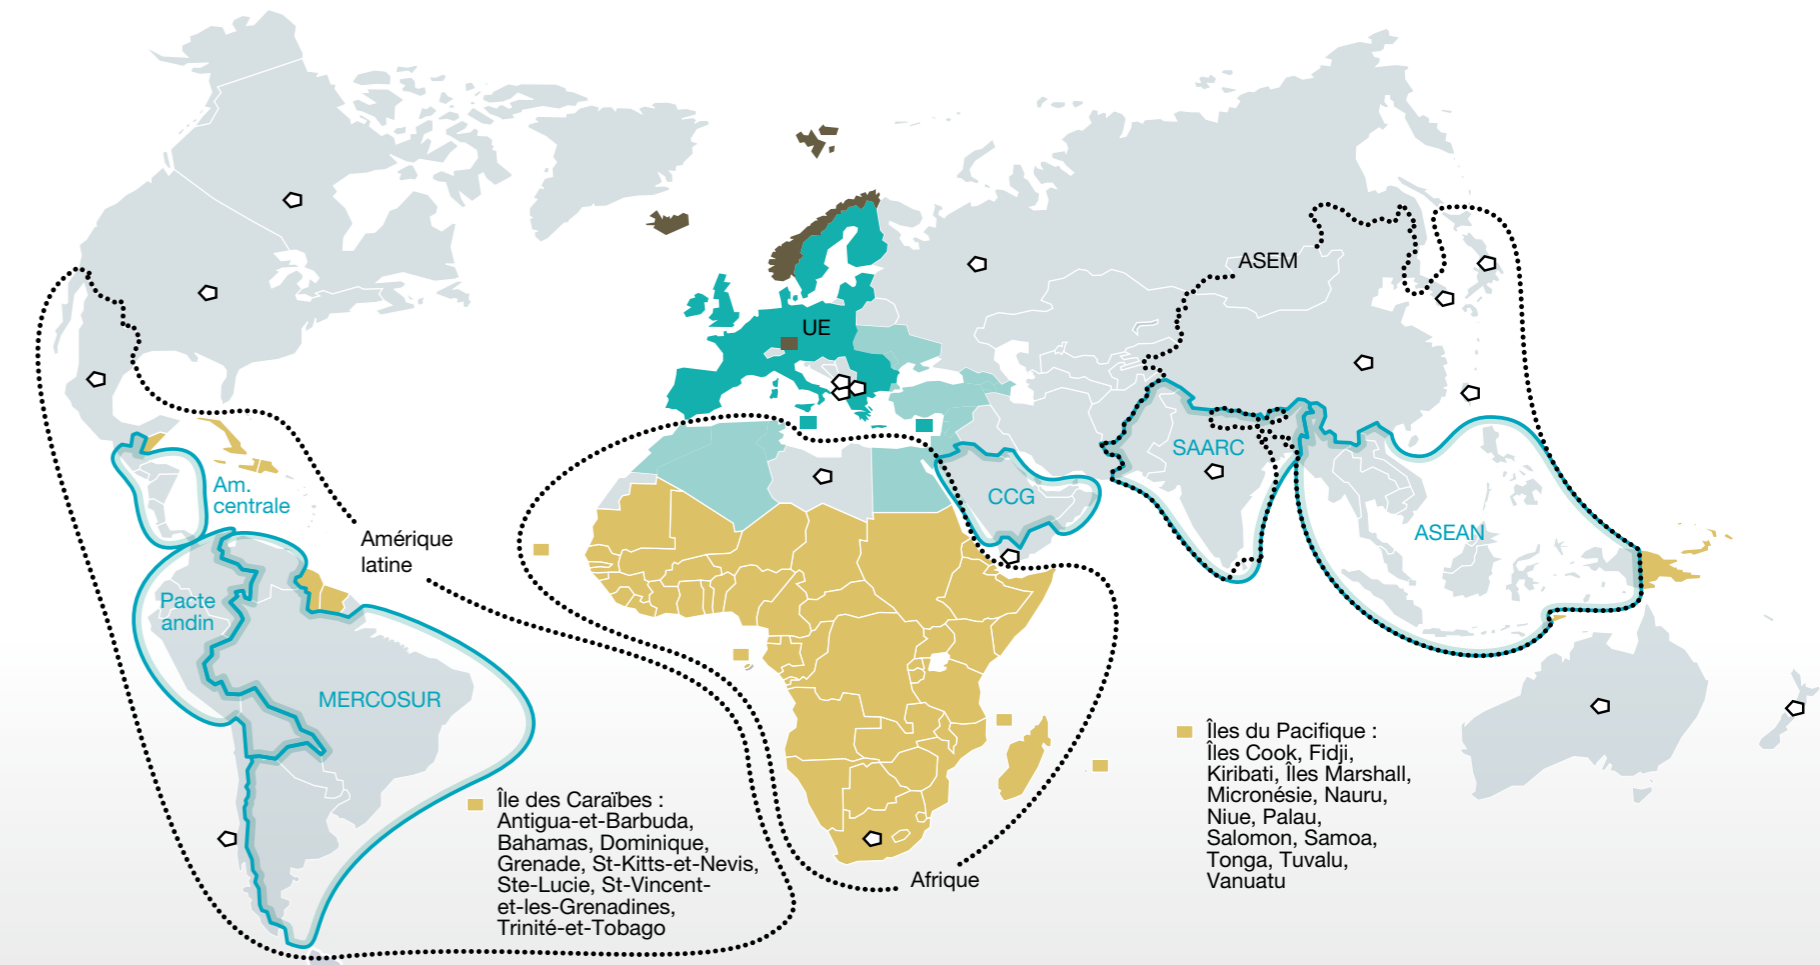 ASEM
UE
SAARC
Am.
centrale
CCG
ASEAN
Amérique
latine
Pacte
andin
MERCOSUR
Îles du Pacifique :
Îles Cook, Fidji,
Kiribati, Îles Marshall,
Micronésie, Nauru,
Niue, Palau,
Salomon, Samoa,
Tonga, Tuvalu,
Vanuatu
Île des Caraïbes :
Antigua-et-Barbuda,
Bahamas, Dominique,
Grenade, St-Kitts-et-Nevis,
Ste-Lucie, St-Vincent-
et-les-Grenadines,
Trinité-et-Tobago
Afrique